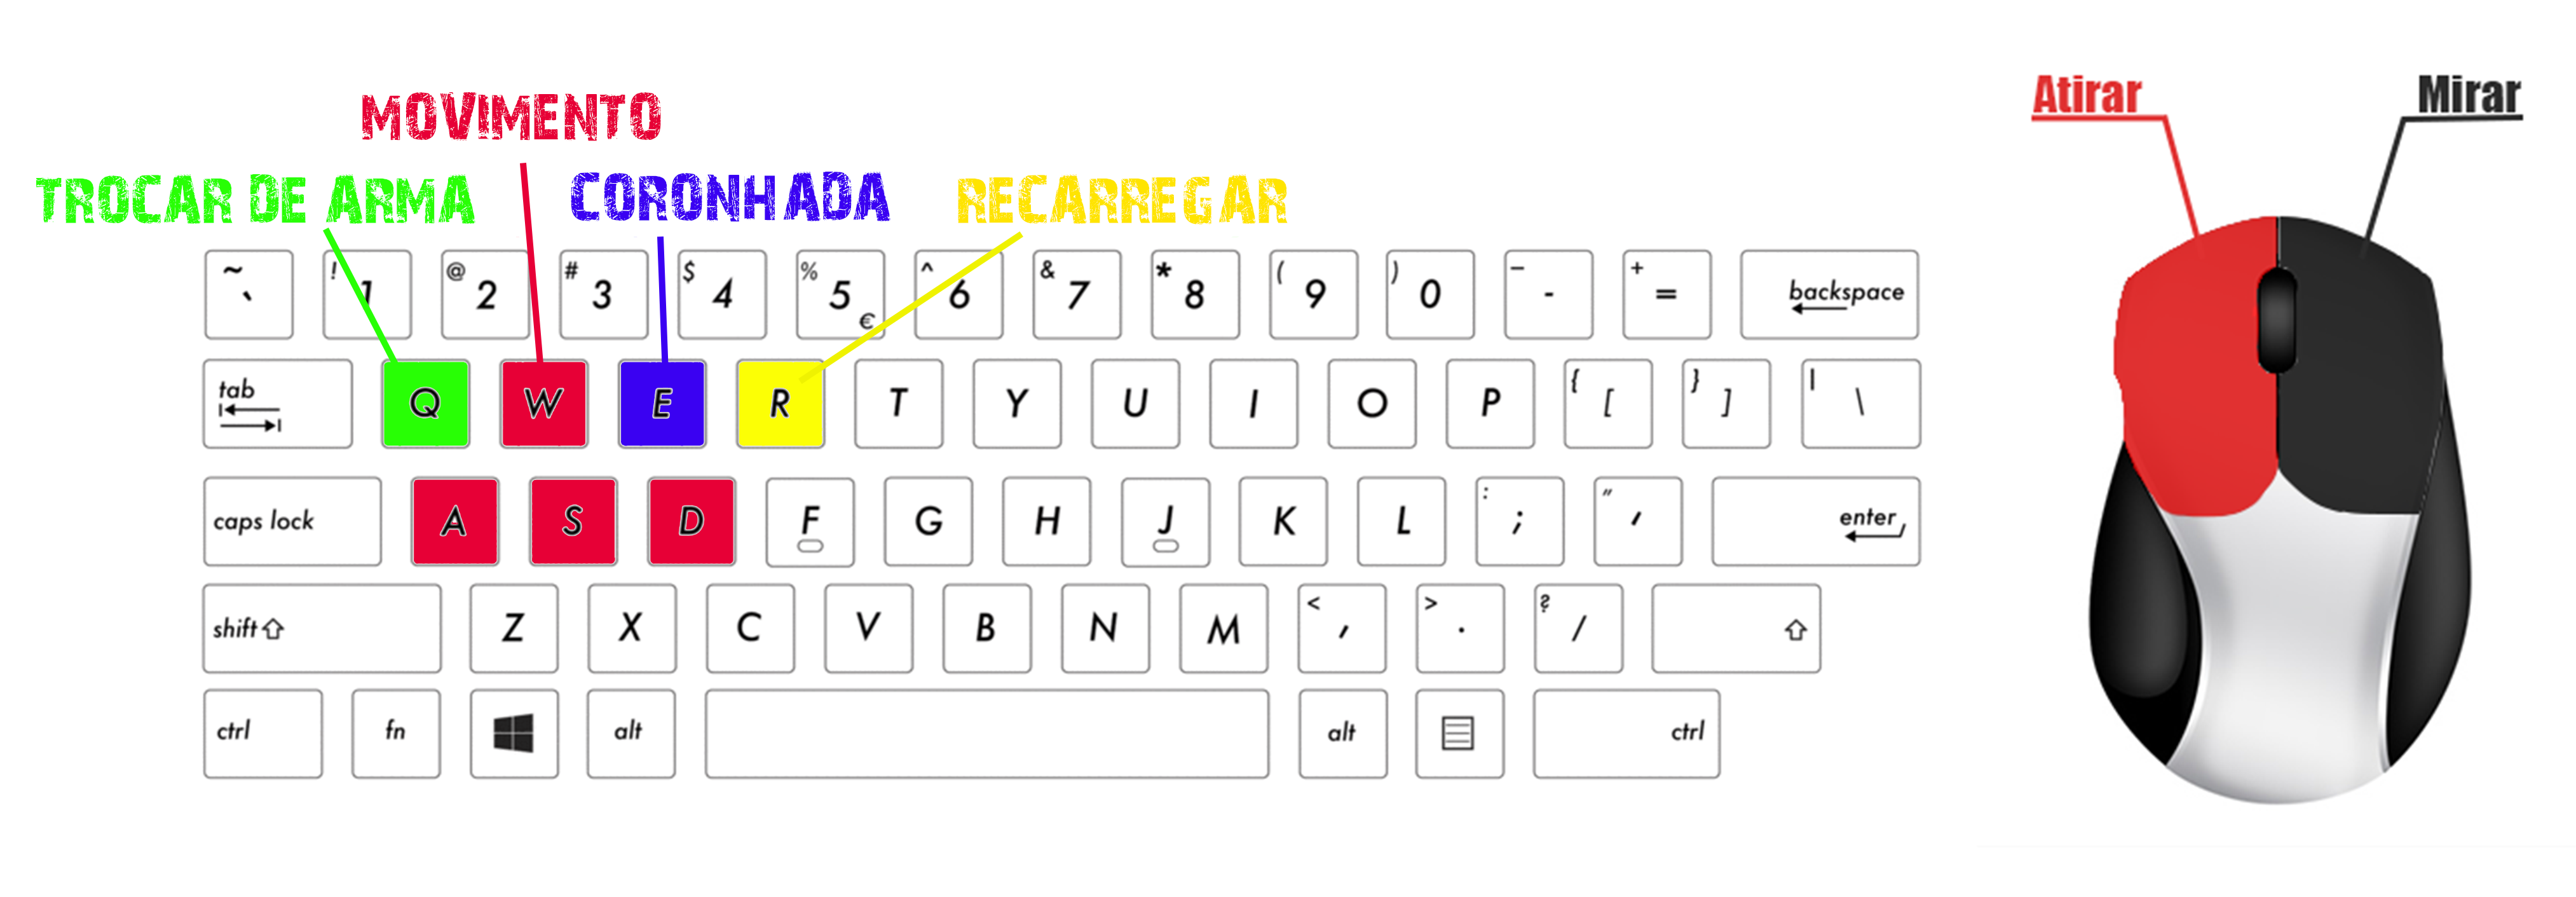 Atirar
Mirar
MOVIMENTO
TROCAR DE ARMA
CORONHADA
RECARREGAR
~ `
! 1
@ 2
# 3
$ 4
% 5 €
^ 6
& 7
* 8
( 9
) 0
– -
+ =
backspace
tab
Q
W
E
R
T
Y
U
I
O
P
{ [
} ]
| \
caps lock
A
S
D
F
G
H
J
K
L
: ;
" '
enter
shift
Z
X
C
V
B
N
M
< ,
> .
? /
ctrl
fn
alt
alt
ctrl